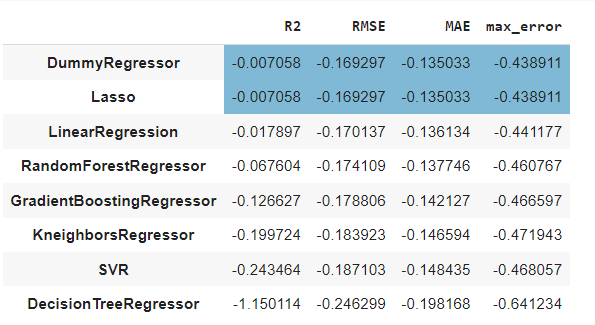 R2 RMSE MAE max_error
DummyRegressor -0.007058 -0.169297 -0.135033 -0.438911
Lasso -0.007058 -0.169297 -0.135033 -0.438911
LinearRegression -0.017897 -0.170137 -0.136134 -0.441177
RandomForestRegressor -0.067604 -0.174109 -0.137746 -0.460767
GradientBoostingRegressor -0.126627 -0.178806 -0.142127 -0.466597
KneighborsRegressor -0.199724 -0.183923 -0.146594 -0.471943
SVR -0.243464 -0.187103 -0.148435 -0.468057
DecisionTreeRegressor -1.150114 -0.246299 -0.198168 -0.641234